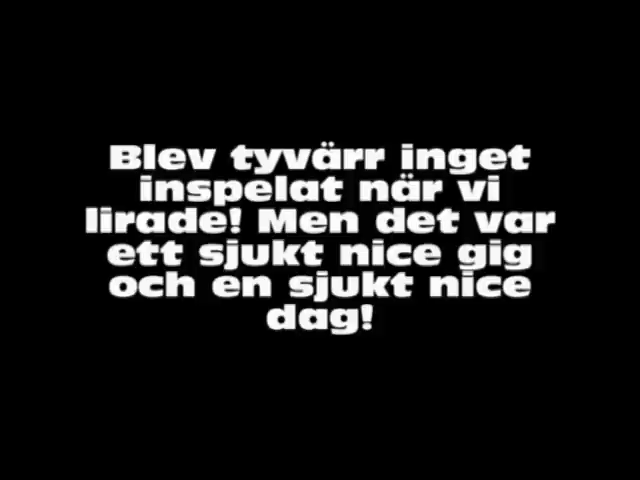 Blev tyvärr inget
inspelat när vi
lirade! Men det var
ett sjukt nice gig
och en sjukt nice
dag!